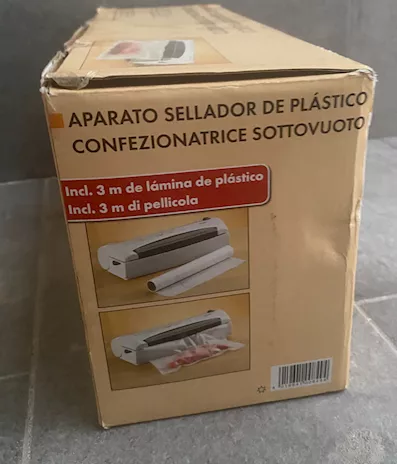 APARATO SELLADOR DE PLÁSTICO
CONFEZIONATRICE SOTTOVUOTO
Incl. 3 m de lámina de plástico
Incl. 3 m di pellicola